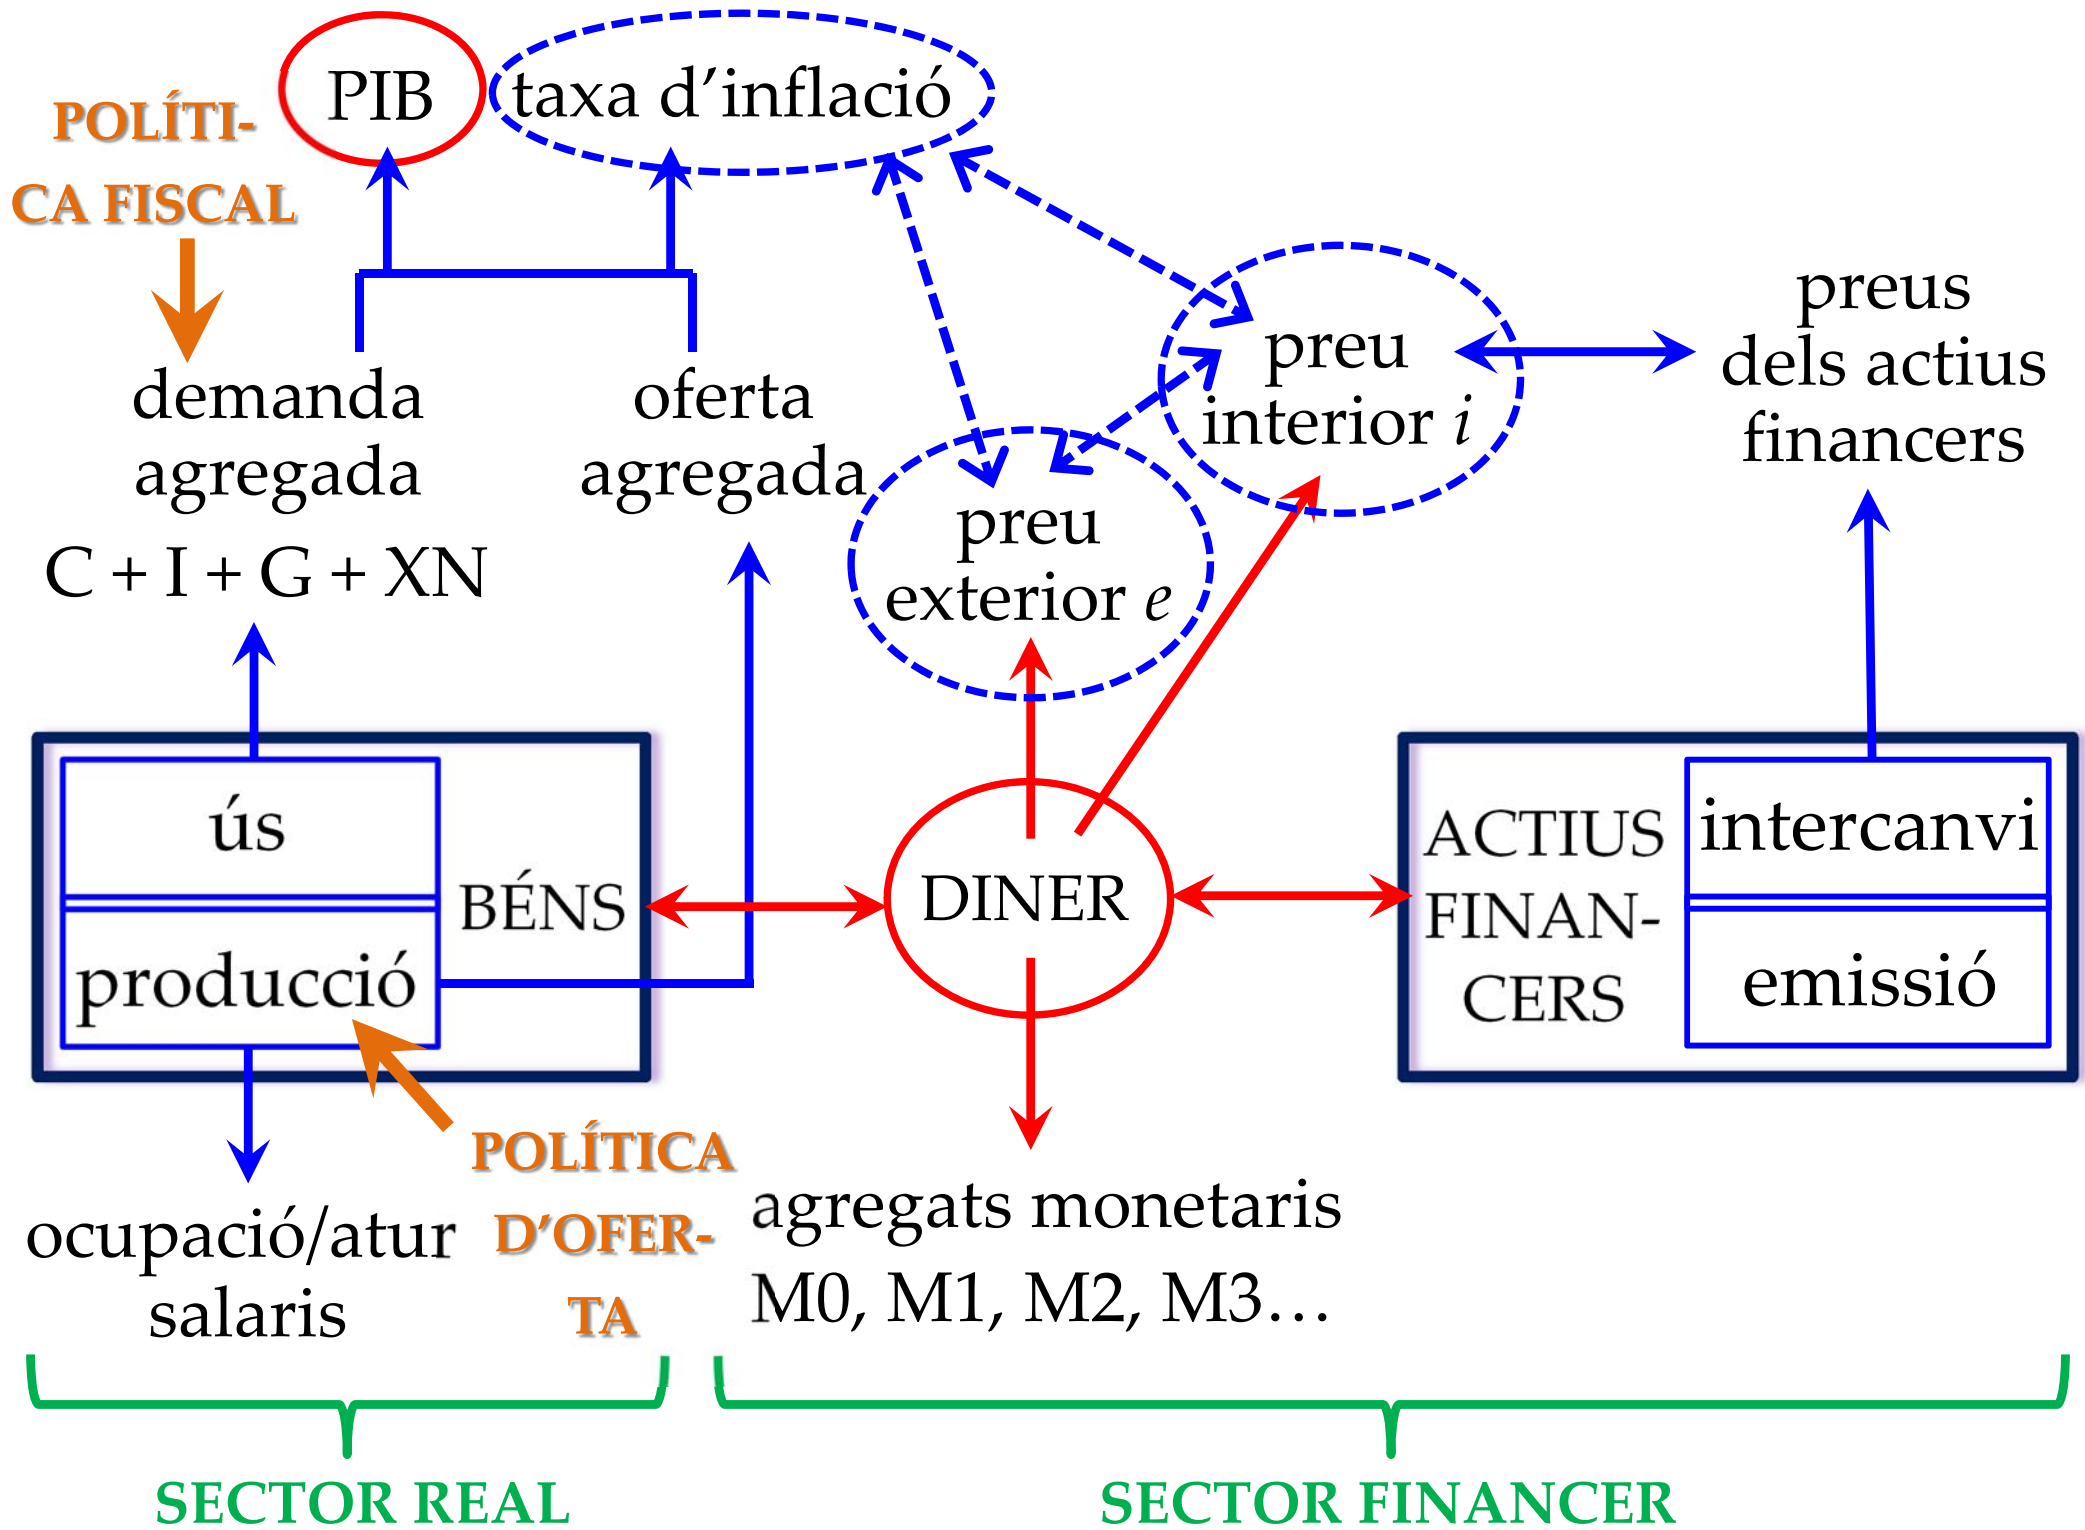 PIB
taxa d’inflació
POLÍTI-
CA FISCAL
demanda
agregada
C + I + G + XN
oferta
agregada
preu
exterior e
preu
interior i
preus
dels actius
financers
ús
producció
BÉNS
DINER
ACTIUS
FINAN-
CERS
intercanvi
emissió
ocupació/atur
salaris
POLÍTICA
D’OFER-
TA
agregats monetaris
M0, M1, M2, M3…
SECTOR REAL
SECTOR FINANCER